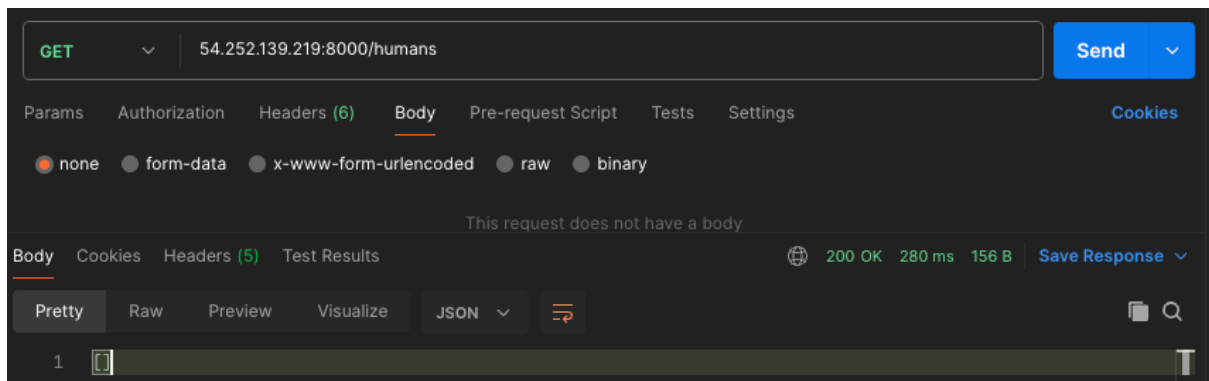 GET 54.252.139.219:8000/humans Send
Params Authorization Headers (6) Body Pre-request Script Tests Settings Cookies
none form-data x-www-form-urlencoded raw binary
This request does not have a body
Body Cookies Headers (5) Test Results 200 OK 280 ms 156 B Save Response
Pretty Raw Preview Visualize JSON
1 []